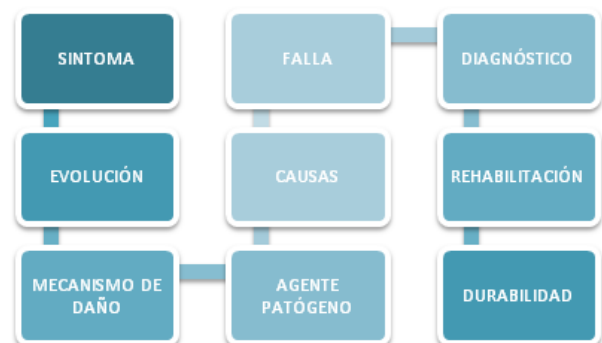 SINTOMA
EVOLUCIÓN
MECANISMO DE
DAÑO
AGENTE
PATÓGENO
CAUSAS
FALLA
DIAGNÓSTICO
REHABILITACIÓN
DURABILIDAD